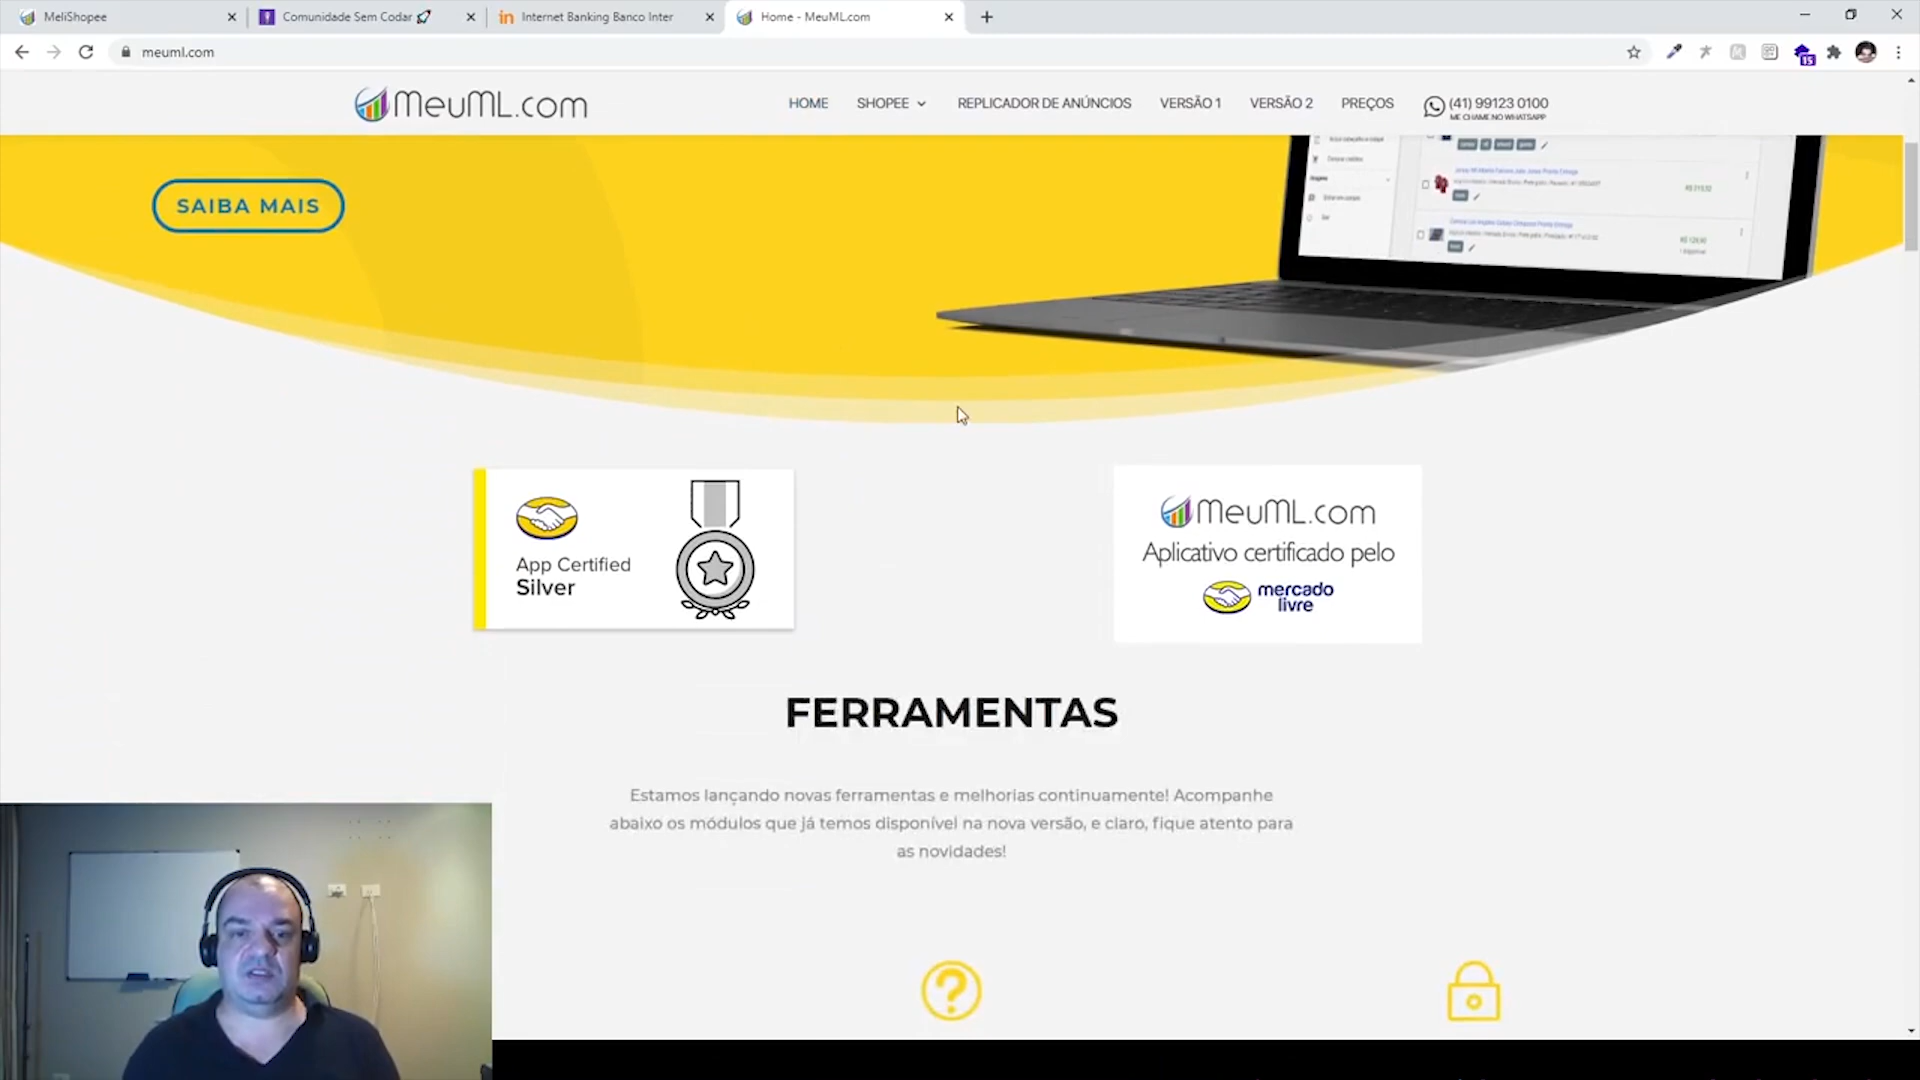 MeliShopee
Comunidade Sem Codar 🚀
Internet Banking Banco Inter
Home - MeuML.com
meuml.com
15
MeuML.com
HOME
SHOPEE
REPLICADOR DE ANÚNCIOS
VERSÃO 1
VERSÃO 2
PREÇOS
(41) 99123 0100
ME CHAME NO WHATSAPP
SAIBA MAIS
App Certified
Silver
MeuML.com
Aplicativo certificado pelo
mercado
livre
FERRAMENTAS
Estamos lançando novas ferramentas e melhorias continuamente! Acompanhe
abaixo os módulos que já temos disponível na nova versão, e claro, fique atento para
as novidades!